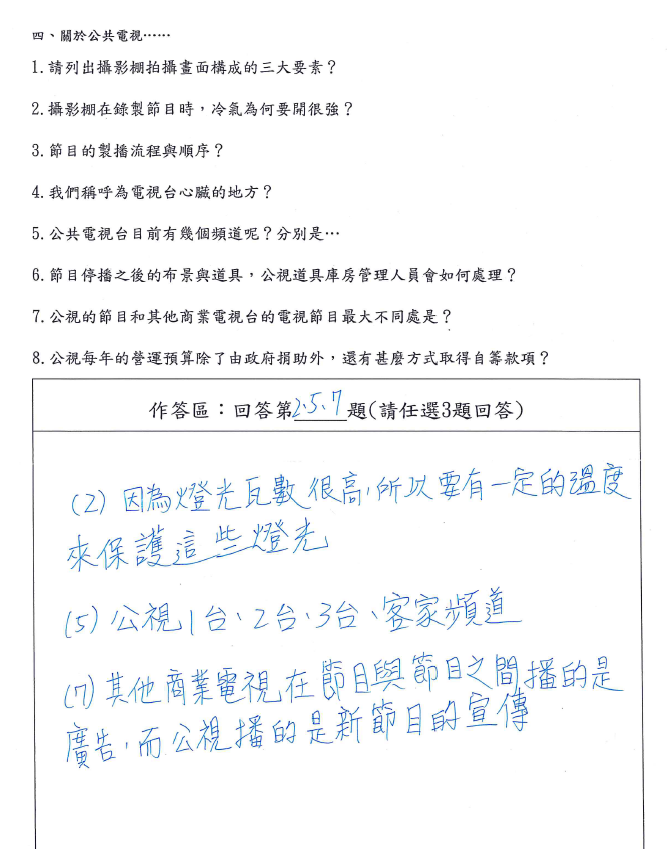 四、關於公共電視……
1.請列出攝影棚拍攝畫面構成的三大要素？
2.攝影棚在錄製節目時，冷氣為何要開很強？
3.節目的製播流程與順序？
4.我們稱呼為電視台心臟的地方？
5.公共電視台目前有幾個頻道呢？分別是…
6.節目停播之後的布景與道具，公視道具庫房管理人員會如何處理？
7.公視的節目和其他商業電視台的電視節目最大不同處是？
8.公視每年的營運預算除了由政府捐助外，還有甚麼方式取得自籌款項？
作答區：回答第2、5、7題(請任選3題回答)
(2) 因為燈光瓦數很高,所以要有一定的溫度
來保護這些燈光
(5) 公視1台、2台、3台、客家頻道
(7) 其他商業電視在節目與節目之間播的是
廣告,而公視播的是新節目的宣傳